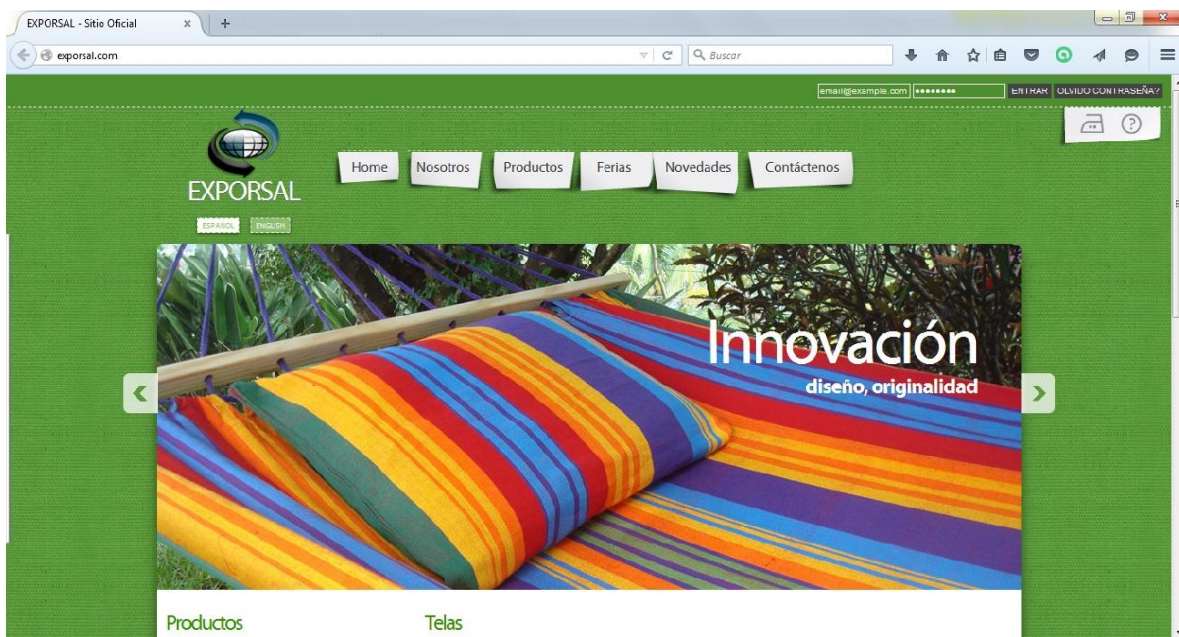 EXPORSAL - Sitio Oficial
exporsal.com
Buscar
email@example.com
ENTRAR
OLVIDO CONTRASEÑA?
EXPORSAL
Home
Nosotros
Productos
Ferias
Novedades
Contáctenos
ESPAÑOL
ENGLISH
Innovación
diseño, originalidad
Productos
Telas